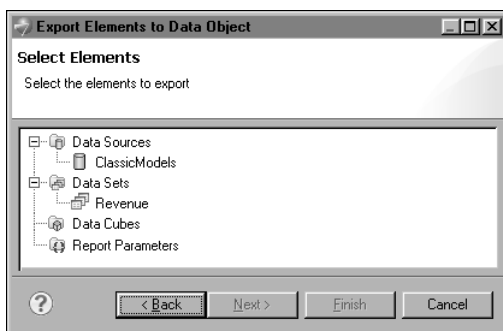 Export Elements to Data Object
Select Elements
Select the elements to export
Data Sources
ClassicModels
Data Sets
Revenue
Data Cubes
Report Parameters
? < Back Next > Finish Cancel